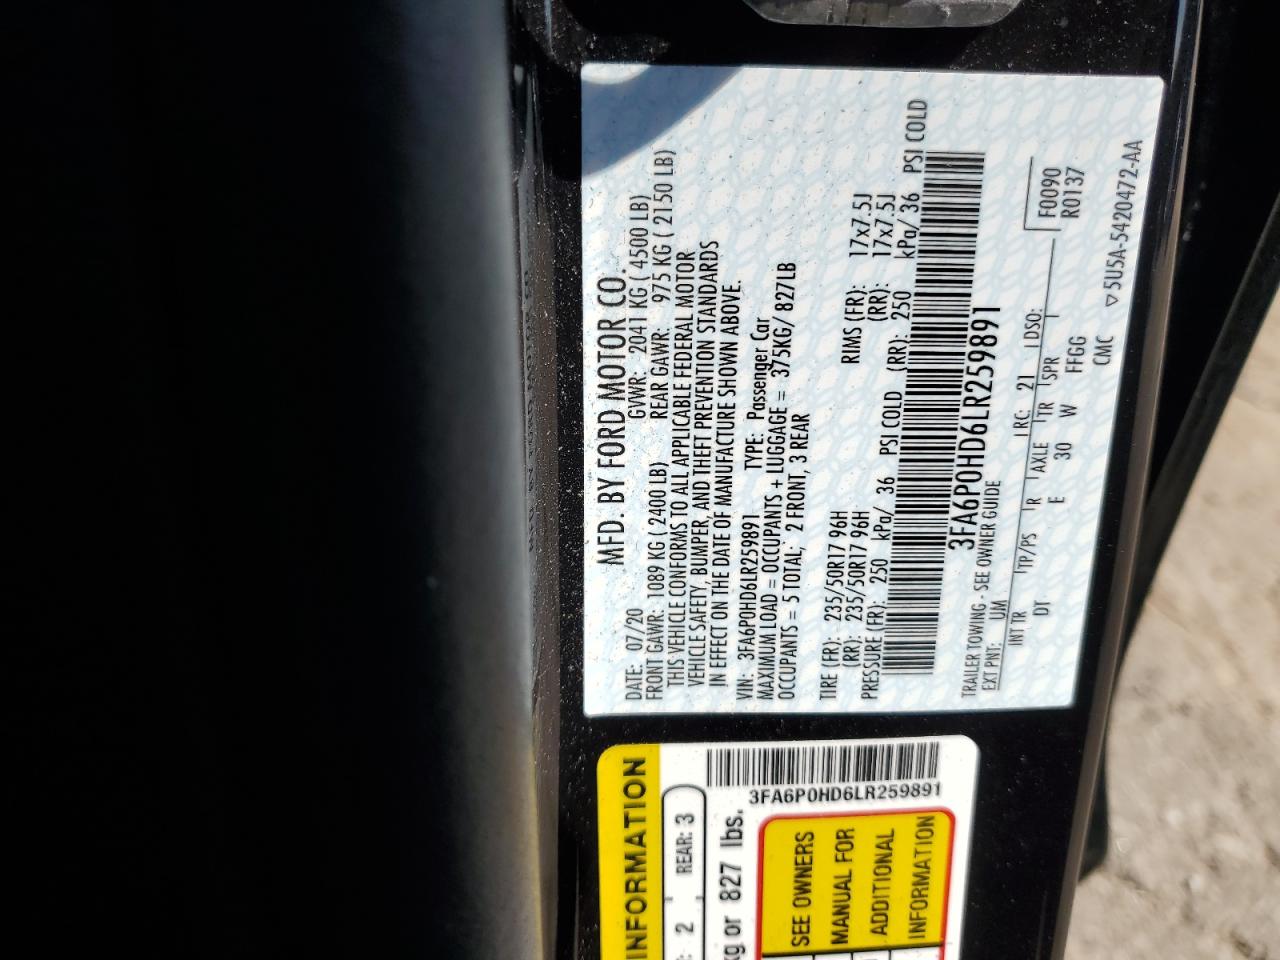 MFD. BY FORD MOTOR CO.
DATE: 07/20 GVWR: 2041 KG ( 4500 LB)
FRONT GAWR: 1089 KG ( 2400 LB) REAR GAWR: 975 KG ( 2150 LB)
THIS VEHICLE CONFORMS TO ALL APPLICABLE FEDERAL MOTOR
VEHICLE SAFETY, BUMPER, AND THEFT PREVENTION STANDARDS
IN EFFECT ON THE DATE OF MANUFACTURE SHOWN ABOVE.
VIN: 3FA6P0HD6LR259891 TYPE: Passenger Car
MAXIMUM LOAD = OCCUPANTS + LUGGAGE = 375KG/ 827LB
OCCUPANTS = 5 TOTAL; 2 FRONT, 3 REAR
TIRE (FR): 235/50R17 96H RIMS (FR): 17x7.5J
(RR): 235/50R17 96H (RR): 17x7.5J
PRESSURE (FR): 250 kPa/ 36 PSI COLD (RR): 250 kPa/ 36 PSI COLD
3FA6P0HD6LR259891
TRAILER TOWING - SEE OWNER GUIDE
EXT PNT: UM RC: 21 DSO: F0090
R0137
INT TR TP/PS R AXLE TR SPR
DT E 30 W FFGG
CMC ▽5U5A-5420472-AA
INFORMATION
2 REAR: 3
kg or 827 lbs.
3FA6P0HD6LR259891
SEE OWNERS
MANUAL FOR
ADDITIONAL
INFORMATION